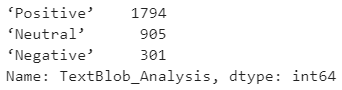 ‘Positive’ 1794
‘Neutral’ 905
‘Negative’ 301
Name: TextBlob_Analysis, dtype: int64